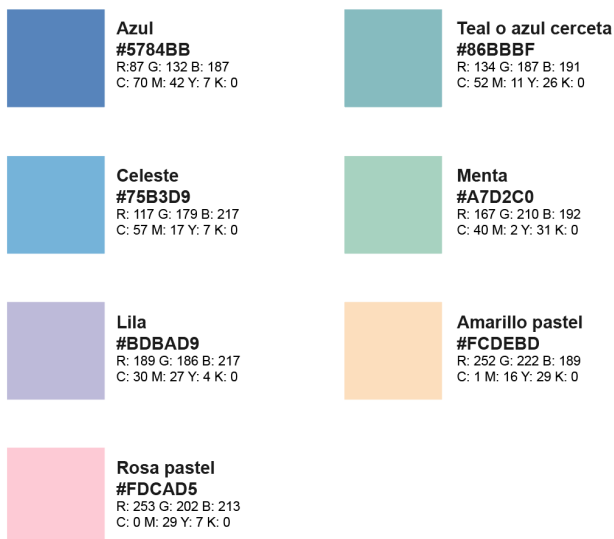 Azul
#5784BB
R:87 G: 132 B: 187
C: 70 M: 42 Y: 7 K: 0
Teal o azul cerceta
#86BBBF
R: 134 G: 187 B: 191
C: 52 M: 11 Y: 26 K: 0
Celeste
#75B3D9
R: 117 G: 179 B: 217
C: 57 M: 17 Y: 7 K: 0
Menta
#A7D2C0
R: 167 G: 210 B: 192
C: 40 M: 2 Y: 31 K: 0
Lila
#BDBAD9
R: 189 G: 186 B: 217
C: 30 M: 27 Y: 4 K: 0
Amarillo pastel
#FCDEBD
R: 252 G: 222 B: 189
C: 1 M: 16 Y: 29 K: 0
Rosa pastel
#FDCAD5
R: 253 G: 202 B: 213
C: 0 M: 29 Y: 7 K: 0